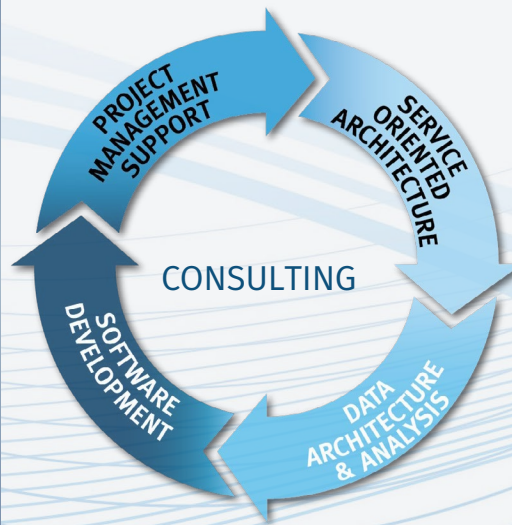 PROJECT
MANAGEMENT
SUPPORT
SERVICE
ORIENTED
ARCHITECTURE
CONSULTING
SOFTWARE
DEVELOPMENT
DATA
ARCHITECTURE
& ANALYSIS